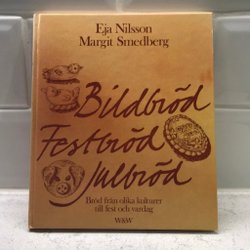 Eja Nilsson
Margit Smedberg
Bildbröd
Festbröd
Julbröd
Bröd från olika kulturer
till fest och vardag
W&W